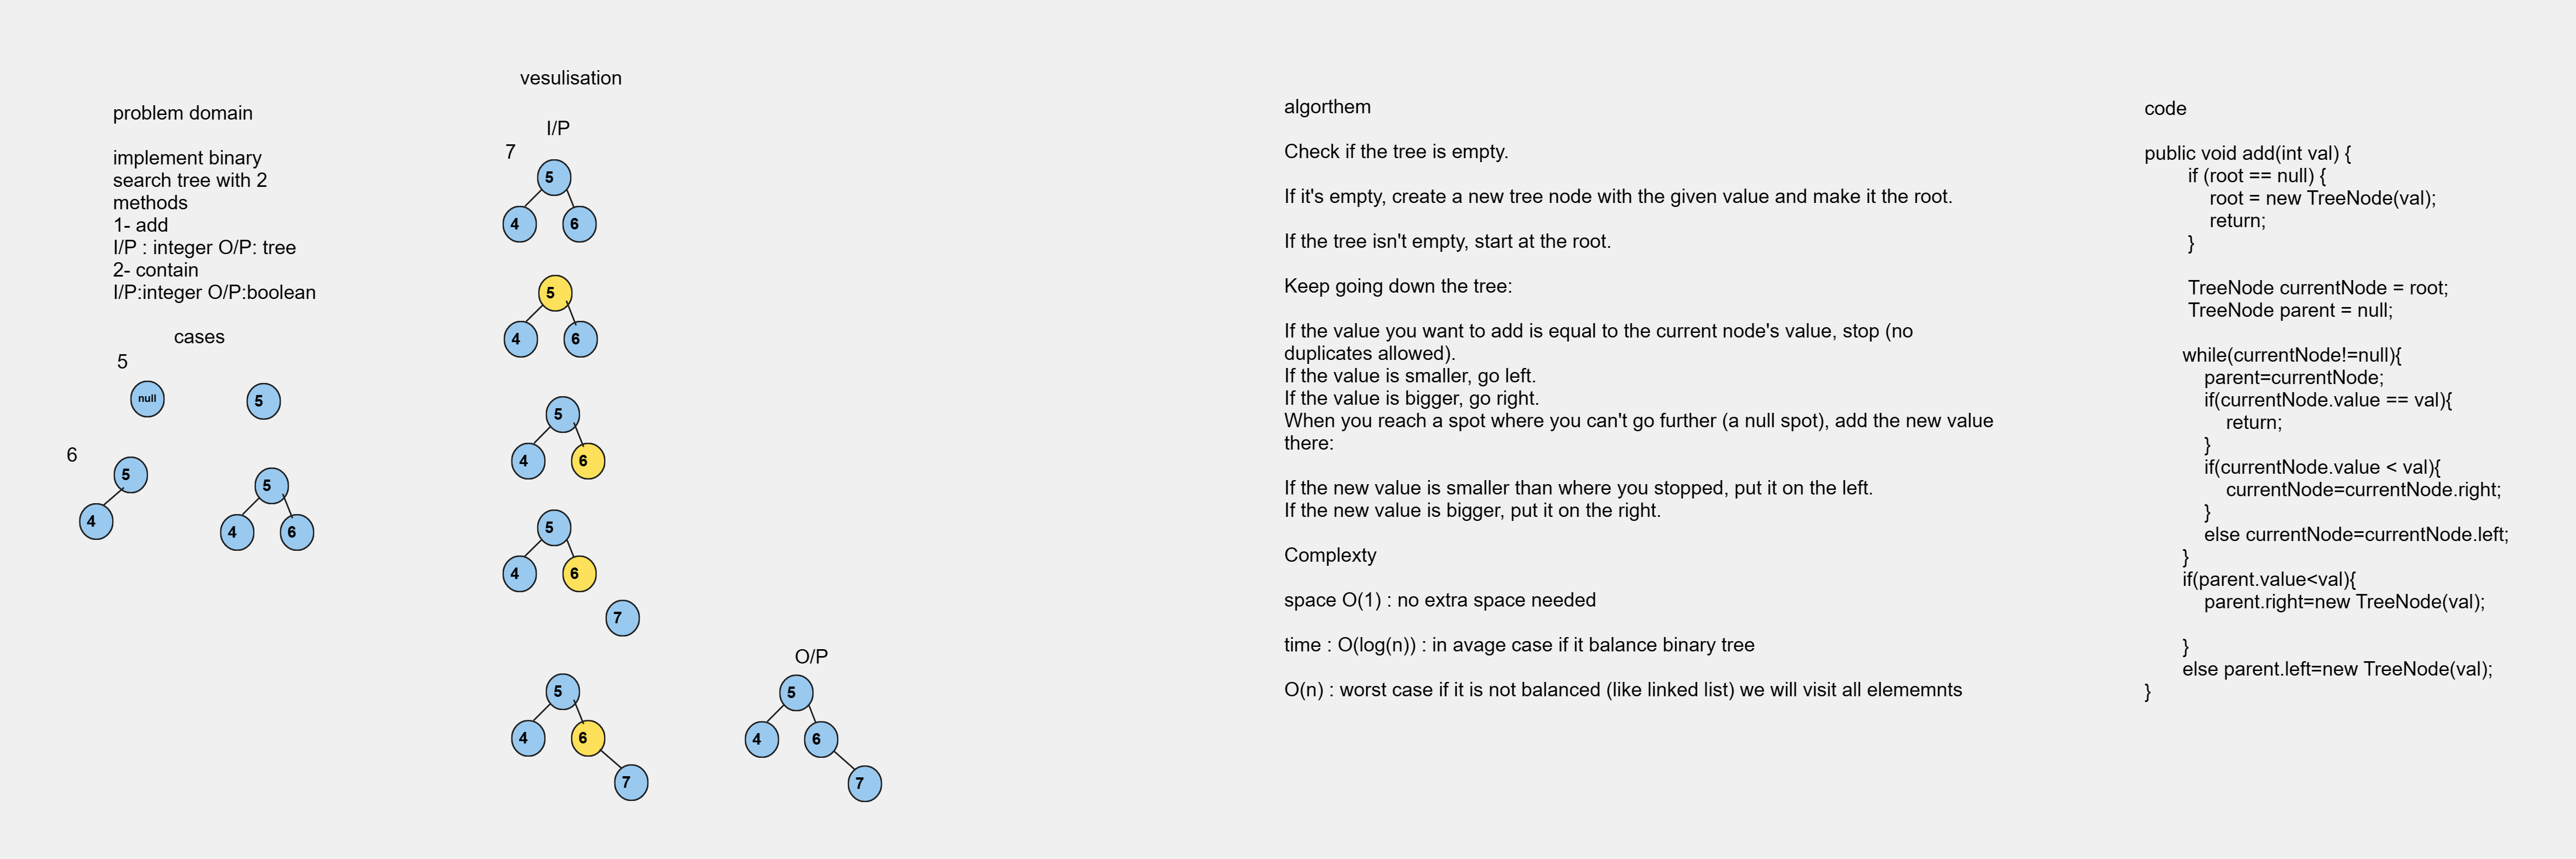 problem domain
implement binary
search tree with 2
methods
1- add
I/P : integer O/P: tree
2- contain
I/P:integer O/P:boolean
cases
5
null
5
6
5
4
5
4
6
vesulisation
I/P
7
5
4
6
5
4
6
5
4
6
5
4
6
7
5
4
6
7
O/P
5
4
6
7
algorthem
Check if the tree is empty.
If it's empty, create a new tree node with the given value and make it the root.
If the tree isn't empty, start at the root.
Keep going down the tree:
If the value you want to add is equal to the current node's value, stop (no
duplicates allowed).
If the value is smaller, go left.
If the value is bigger, go right.
When you reach a spot where you can't go further (a null spot), add the new value
there:
If the new value is smaller than where you stopped, put it on the left.
If the new value is bigger, put it on the right.
Complexty
space O(1) : no extra space needed
time : O(log(n)) : in avage case if it balance binary tree
O(n) : worst case if it is not balanced (like linked list) we will visit all elememnts
code
public void add(int val) {
if (root == null) {
root = new TreeNode(val);
return;
}
TreeNode currentNode = root;
TreeNode parent = null;
while(currentNode!=null){
parent=currentNode;
if(currentNode.value == val){
return;
}
if(currentNode.value < val){
currentNode=currentNode.right;
}
else currentNode=currentNode.left;
}
if(parent.value<val){
parent.right=new TreeNode(val);
}
else parent.left=new TreeNode(val);
}